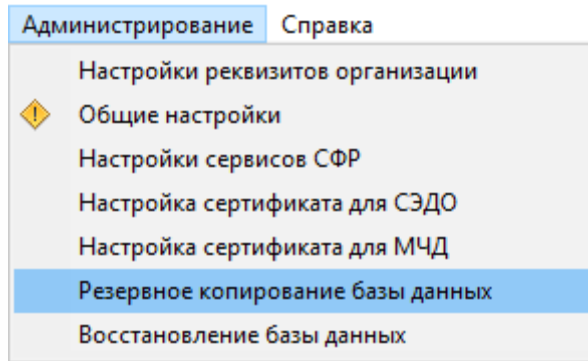 Администрирование Справка
Настройки реквизитов организации
Общие настройки
Настройки сервисов СФР
Настройка сертификата для СЭДО
Настройка сертификата для МЧД
Резервное копирование базы данных
Восстановление базы данных